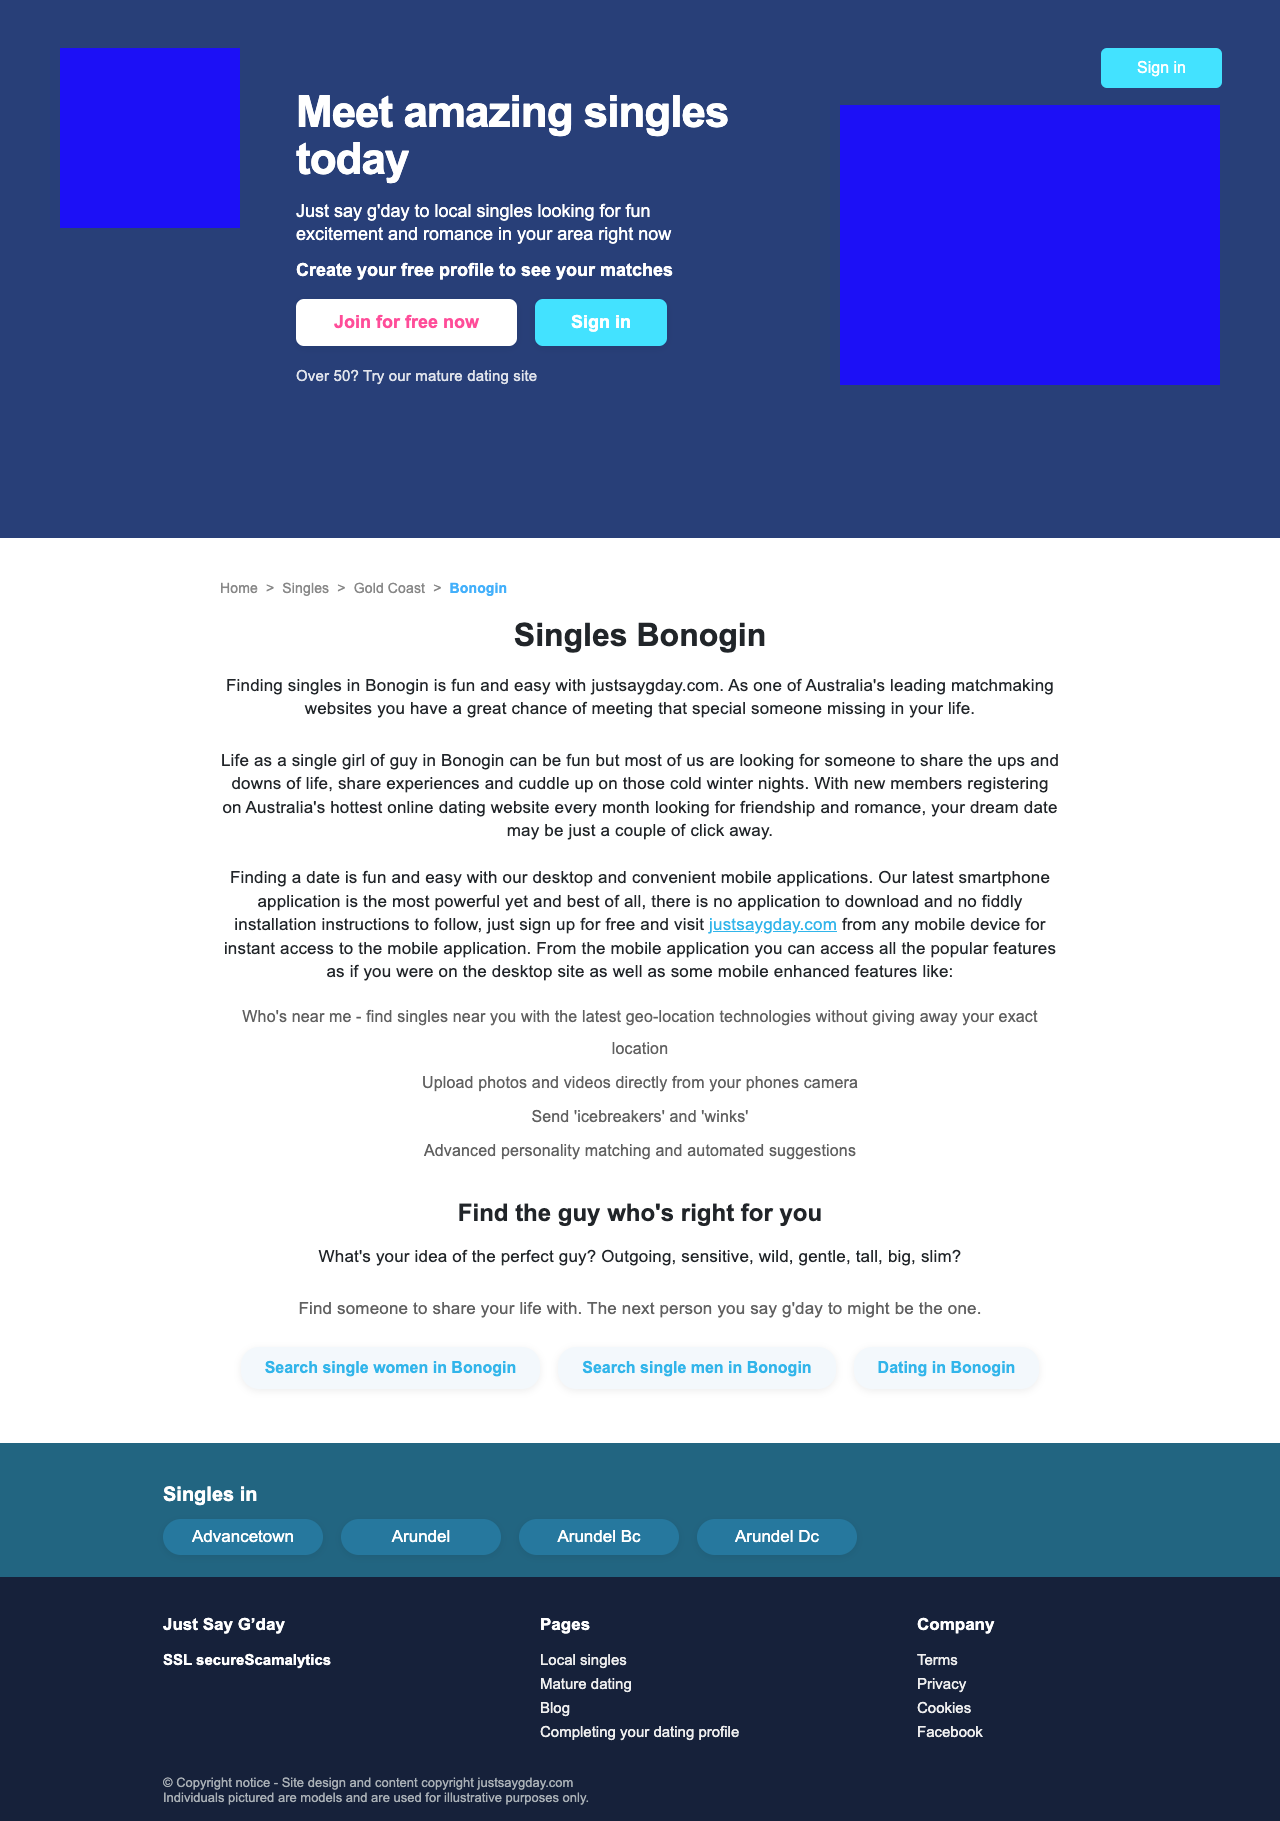 Sign in
Meet amazing singles
today
Just say g'day to local singles looking for fun
excitement and romance in your area right now
Create your free profile to see your matches
Join for free now
Sign in
Over 50? Try our mature dating site
Home > Singles > Gold Coast > Bonogin
Singles Bonogin
Finding singles in Bonogin is fun and easy with justsaygday.com. As one of Australia's leading matchmaking
websites you have a great chance of meeting that special someone missing in your life.
Life as a single girl of guy in Bonogin can be fun but most of us are looking for someone to share the ups and
downs of life, share experiences and cuddle up on those cold winter nights. With new members registering
on Australia's hottest online dating website every month looking for friendship and romance, your dream date
may be just a couple of click away.
Finding a date is fun and easy with our desktop and convenient mobile applications. Our latest smartphone
application is the most powerful yet and best of all, there is no application to download and no fiddly
installation instructions to follow, just sign up for free and visit justsaygday.com from any mobile device for
instant access to the mobile application. From the mobile application you can access all the popular features
as if you were on the desktop site as well as some mobile enhanced features like:
Who's near me - find singles near you with the latest geo-location technologies without giving away your exact
location
Upload photos and videos directly from your phones camera
Send 'icebreakers' and 'winks'
Advanced personality matching and automated suggestions
Find the guy who's right for you
What's your idea of the perfect guy? Outgoing, sensitive, wild, gentle, tall, big, slim?
Find someone to share your life with. The next person you say g'day to might be the one.
Search single women in Bonogin
Search single men in Bonogin
Dating in Bonogin
Singles in
Advancetown
Arundel
Arundel Bc
Arundel Dc
Just Say G’day
SSL secureScamalytics
Pages
Local singles
Mature dating
Blog
Completing your dating profile
Company
Terms
Privacy
Cookies
Facebook
© Copyright notice - Site design and content copyright justsaygday.com
Individuals pictured are models and are used for illustrative purposes only.